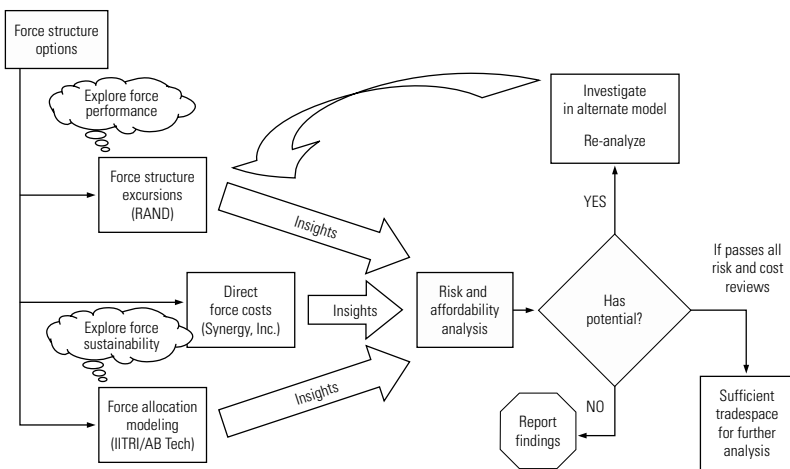 Force structure
options
Explore force
performance
Force structure
excursions
(RAND)
Insights
Direct
force costs
(Synergy, Inc.)
Insights
Explore force
sustainability
Force allocation
modeling
(IITRI/AB Tech)
Insights
Risk and
affordability
analysis
Has
potential?
YES
Investigate
in alternate model
Re-analyze
NO
Report
findings
If passes all
risk and cost
reviews
Sufficient
tradespace
for further
analysis